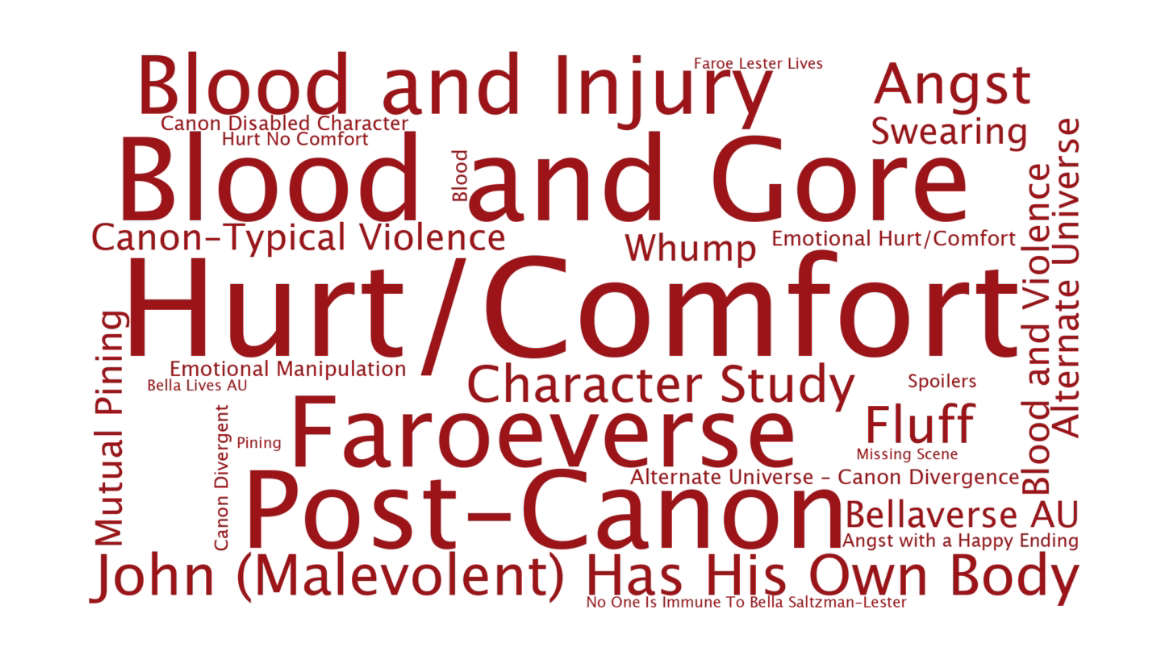 Blood and Injury
Faroe Lester Lives
Angst
Canon Disabled Character
Swearing
Hurt No Comfort
Blood and Gore
Blood
Canon-Typical Violence
Whump
Emotional Hurt/Comfort
Blood and Violence
Alternate Universe
Hurt/Comfort
Mutual Pining
Emotional Manipulation
Bella Lives AU
Character Study
Spoilers
Faroeverse
Fluff
Canon Divergent
Pining
Missing Scene
Alternate Universe - Canon Divergence
Post-Canon
Bellaverse AU
Angst with a Happy Ending
John (Malevolent) Has His Own Body
No One Is Immune To Bella Saltzman-Lester